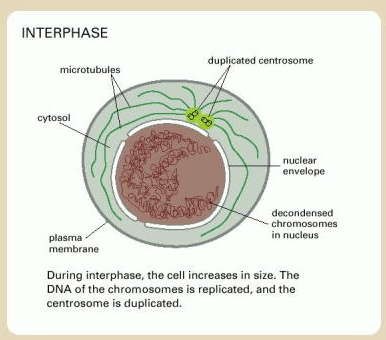 INTERPHASE
duplicated centrosome
microtubules
cytosol
nuclear
envelope
decondensed
chromosomes
in nucleus
plasma
membrane
During interphase, the cell increases in size. The
DNA of the chromosomes is replicated, and the
centrosome is duplicated.